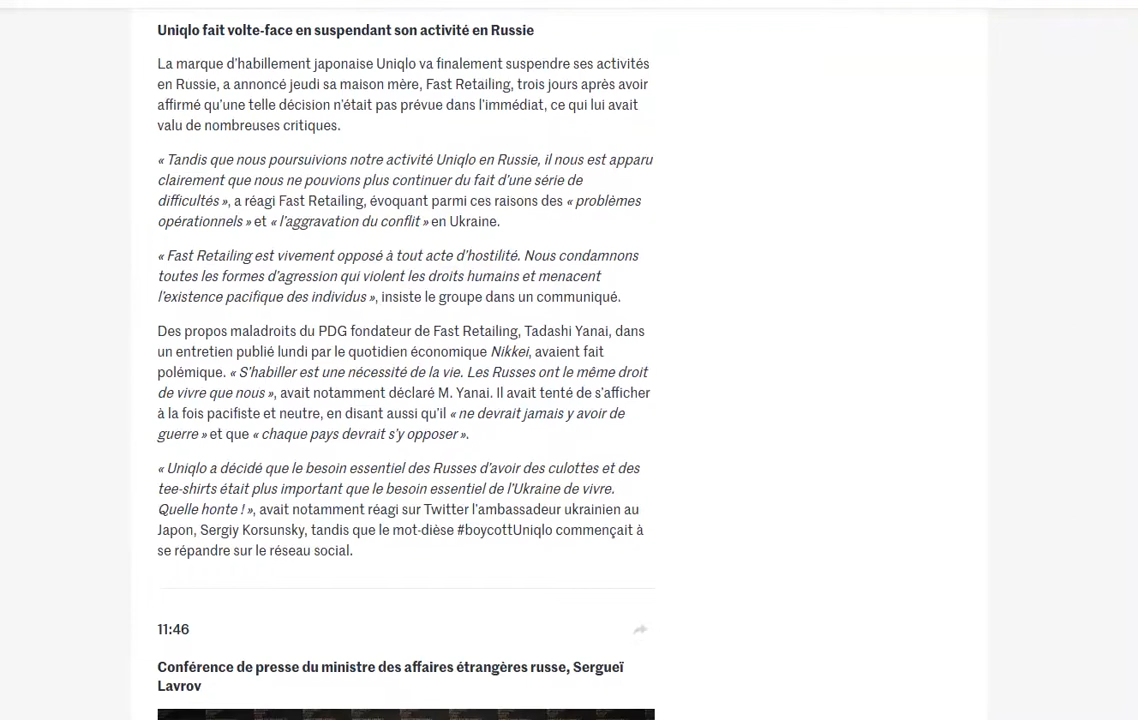 Uniqlo fait volte-face en suspendant son activité en Russie
La marque d'habillement japonaise Uniqlo va finalement suspendre ses activités
en Russie, a annoncé jeudi sa maison mère, Fast Retailing, trois jours après avoir
affirmé qu'une telle décision n'était pas prévue dans l'immédiat, ce qui lui avait
valu de nombreuses critiques.
« Tandis que nous poursuivions notre activité Uniqlo en Russie, il nous est apparu
clairement que nous ne pouvions plus continuer du fait d'une série de
difficultés », a réagi Fast Retailing, évoquant parmi ces raisons des « problèmes
opérationnels » et « l'aggravation du conflit » en Ukraine.
« Fast Retailing est vivement opposé à tout acte d'hostilité. Nous condamnons
toutes les formes d'agression qui violent les droits humains et menacent
l'existence pacifique des individus », insiste le groupe dans un communiqué.
Des propos maladroits du PDG fondateur de Fast Retailing, Tadashi Yanai, dans
un entretien publié lundi par le quotidien économique Nikkei, avaient fait
polémique. « S'habiller est une nécessité de la vie. Les Russes ont le même droit
de vivre que nous », avait notamment déclaré M. Yanai. Il avait tenté de s'afficher
à la fois pacifiste et neutre, en disant aussi qu'il « ne devrait jamais y avoir de
guerre » et que « chaque pays devrait s'y opposer ».
« Uniqlo a décidé que le besoin essentiel des Russes d'avoir des culottes et des
tee-shirts était plus important que le besoin essentiel de l'Ukraine de vivre.
Quelle honte ! », avait notamment réagi sur Twitter l'ambassadeur ukrainien au
Japon, Sergiy Korsunsky, tandis que le mot-dièse #boycottUniqlo commençait à
se répandre sur le réseau social.
11:46
Conférence de presse du ministre des affaires étrangères russe, Sergueï
Lavrov